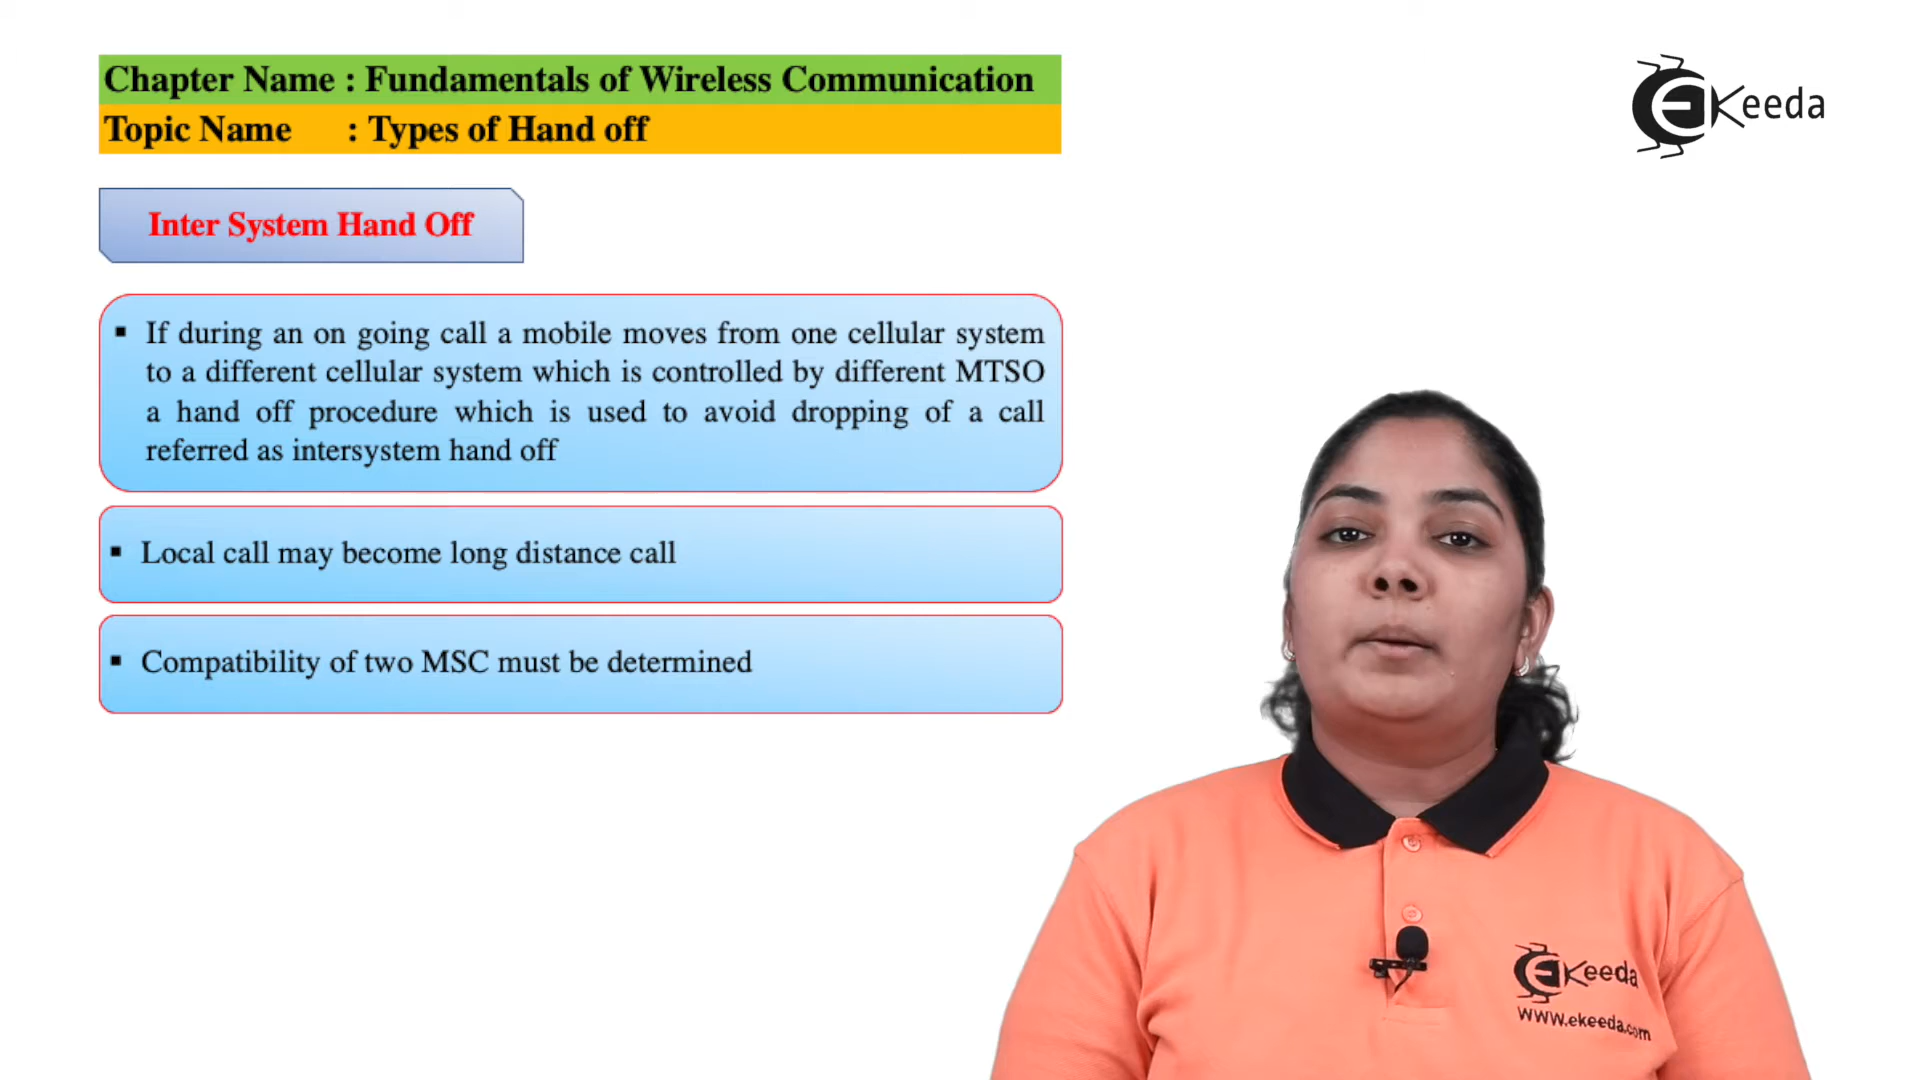 Chapter Name : Fundamentals of Wireless Communication
Topic Name : Types of Hand off
EKeeda
Inter System Hand Off
▪ If during an on going call a mobile moves from one cellular system
to a different cellular system which is controlled by different MTSO
a hand off procedure which is used to avoid dropping of a call
referred as intersystem hand off
▪ Local call may become long distance call
▪ Compatibility of two MSC must be determined
EKeeda
www.ekeeda.com